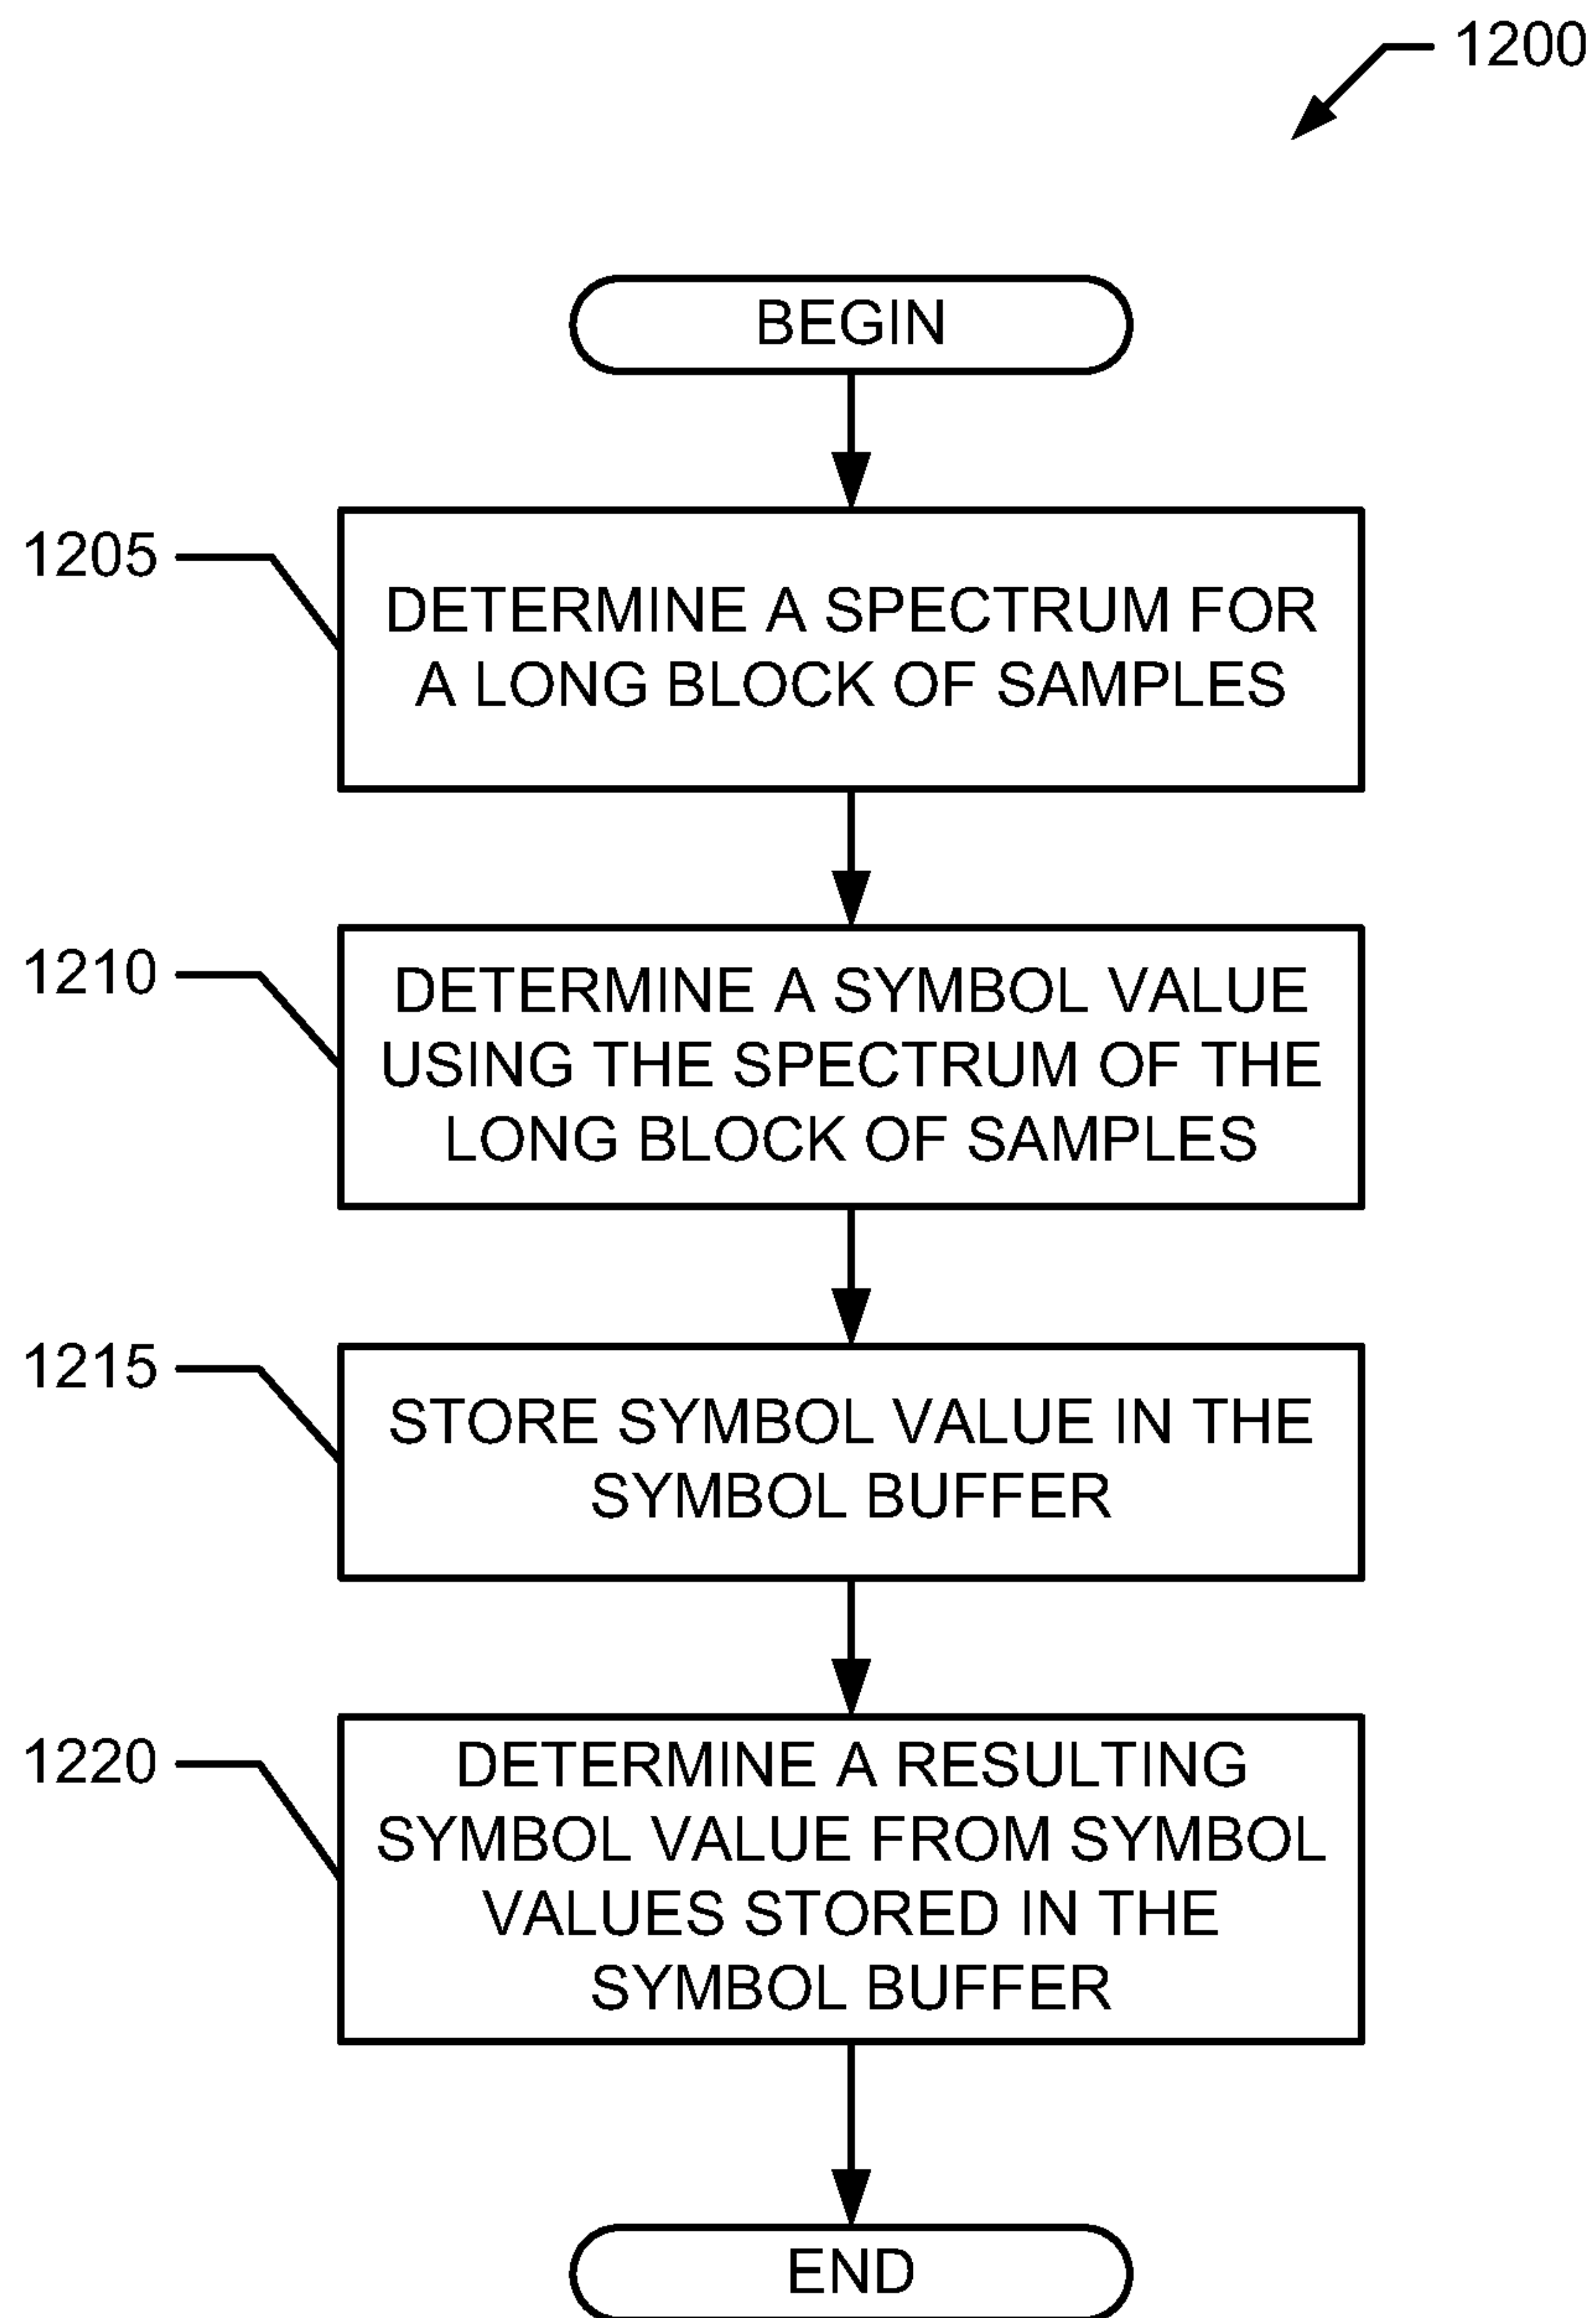 1200
BEGIN
1205
DETERMINE A SPECTRUM FOR
A LONG BLOCK OF SAMPLES
1210
DETERMINE A SYMBOL VALUE
USING THE SPECTRUM OF THE
LONG BLOCK OF SAMPLES
1215
STORE SYMBOL VALUE IN THE
SYMBOL BUFFER
1220
DETERMINE A RESULTING
SYMBOL VALUE FROM SYMBOL
VALUES STORED IN THE
SYMBOL BUFFER
END